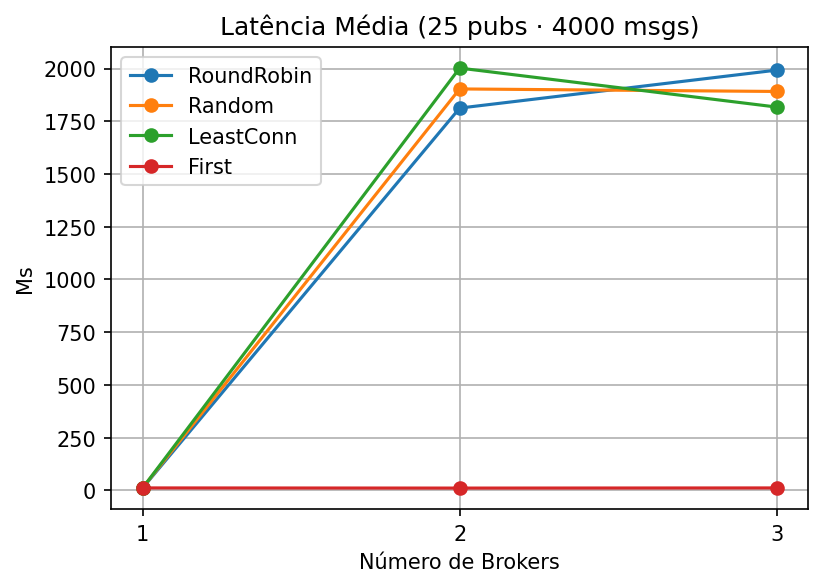 Latência Média (25 pubs · 4000 msgs)
RoundRobin
Random
LeastConn
First
2000
1750
1500
1250
1000
750
500
250
0
Ms
1 2 3
Número de Brokers